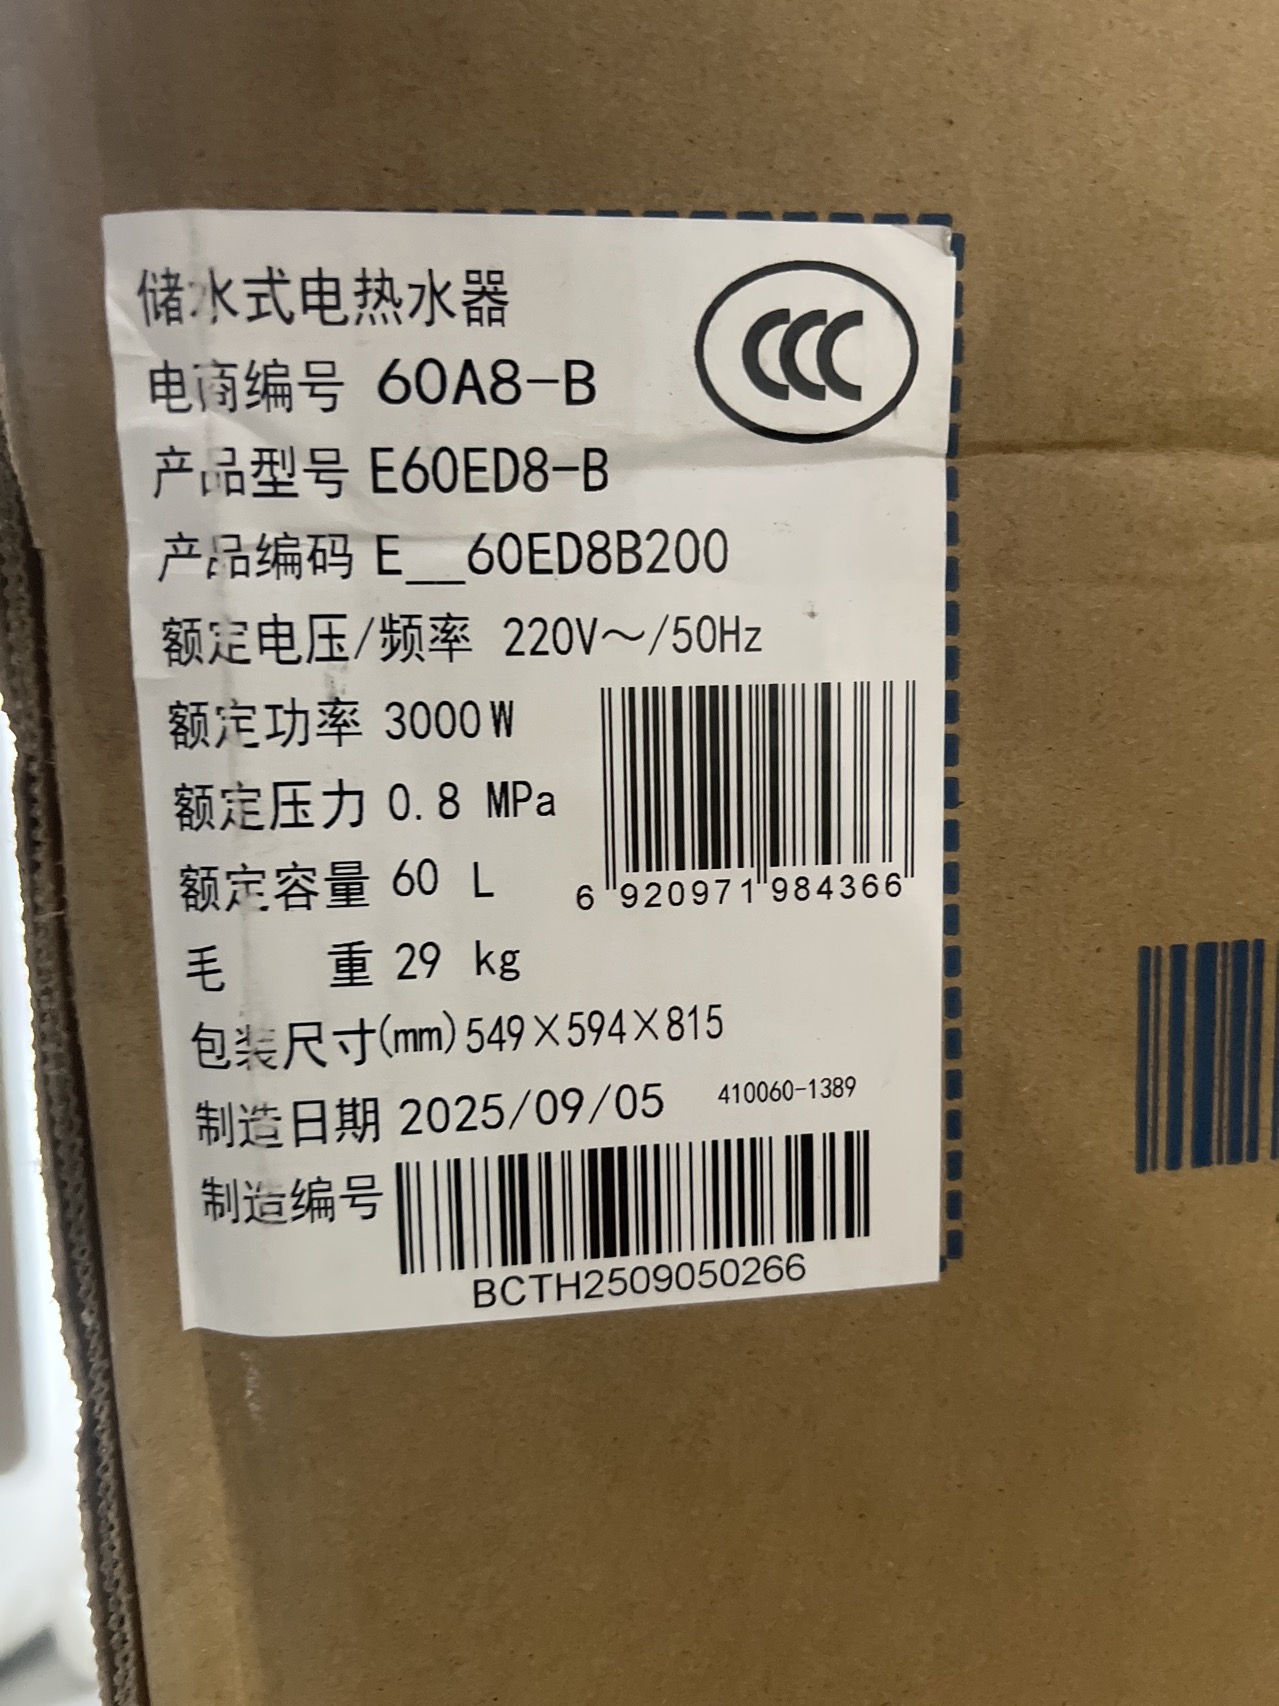 储水式电热水器
CCC
电商编号 60A8-B
产品型号 E60ED8-B
产品编码 E__60ED8B200
额定电压/频率 220V～/50Hz
额定功率 3000W
额定压力 0.8 MPa
额定容量 60 L
6 920971 984366
毛 重 29 kg
包装尺寸(mm)549×594×815
制造日期 2025/09/05 410060-1389
制造编号
BCTH2509050266